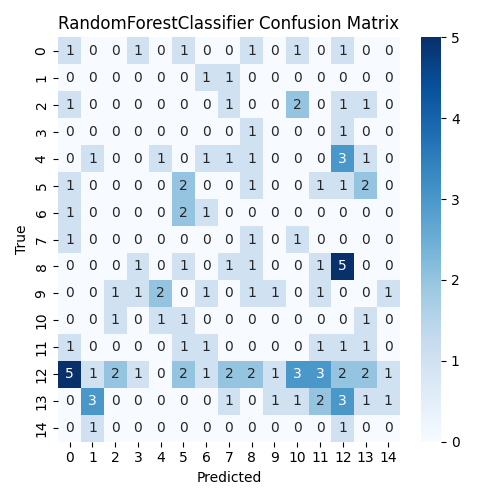 RandomForestClassifier Confusion Matrix
0 1 0 0 1 0 1 0 0 1 0 1 0 1 0 0
1 0 0 0 0 0 0 1 1 0 0 0 0 0 0 0
2 1 0 0 0 0 0 0 1 0 0 2 0 1 1 0
3 0 0 0 0 0 0 0 0 1 0 0 0 1 0 0
4 0 1 0 0 1 0 1 1 1 0 0 0 3 1 0
5 1 0 0 0 0 2 0 0 1 0 0 1 1 2 0
6 1 0 0 0 0 2 1 0 0 0 0 0 0 0 0
7 1 0 0 0 0 0 0 0 1 0 1 0 0 0 0
8 0 0 0 1 0 1 0 1 1 0 0 1 5 0 0
9 0 0 1 1 2 0 1 0 1 1 0 1 0 0 1
10 0 0 1 0 1 1 0 0 0 0 0 0 0 1 0
11 1 0 0 0 0 1 1 0 0 0 0 1 1 1 0
12 5 1 2 1 0 2 1 2 2 1 3 3 2 2 1
13 0 3 0 0 0 0 0 1 0 1 1 2 3 1 1
14 0 1 0 0 0 0 0 0 0 0 0 0 1 0 0
0 1 2 3 4 5 6 7 8 9 10 11 12 13 14
Predicted
True
5
4
3
2
1
0